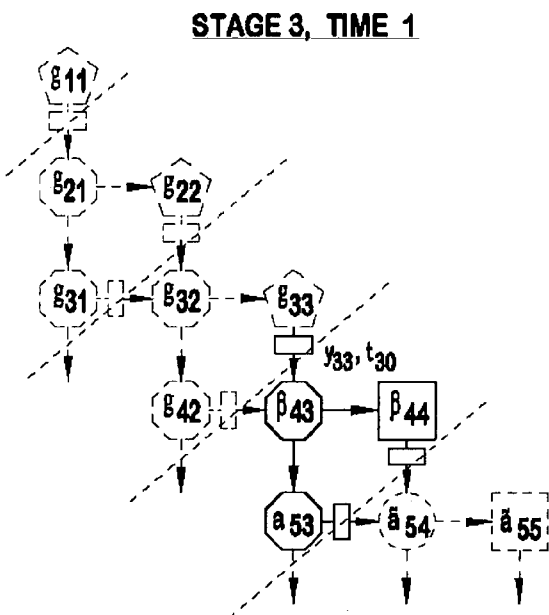 STAGE 3, TIME 1
g11
g21 g22
g31 g32 g33
y33, t30
g42 β43 β44
a53 ã54 ã55